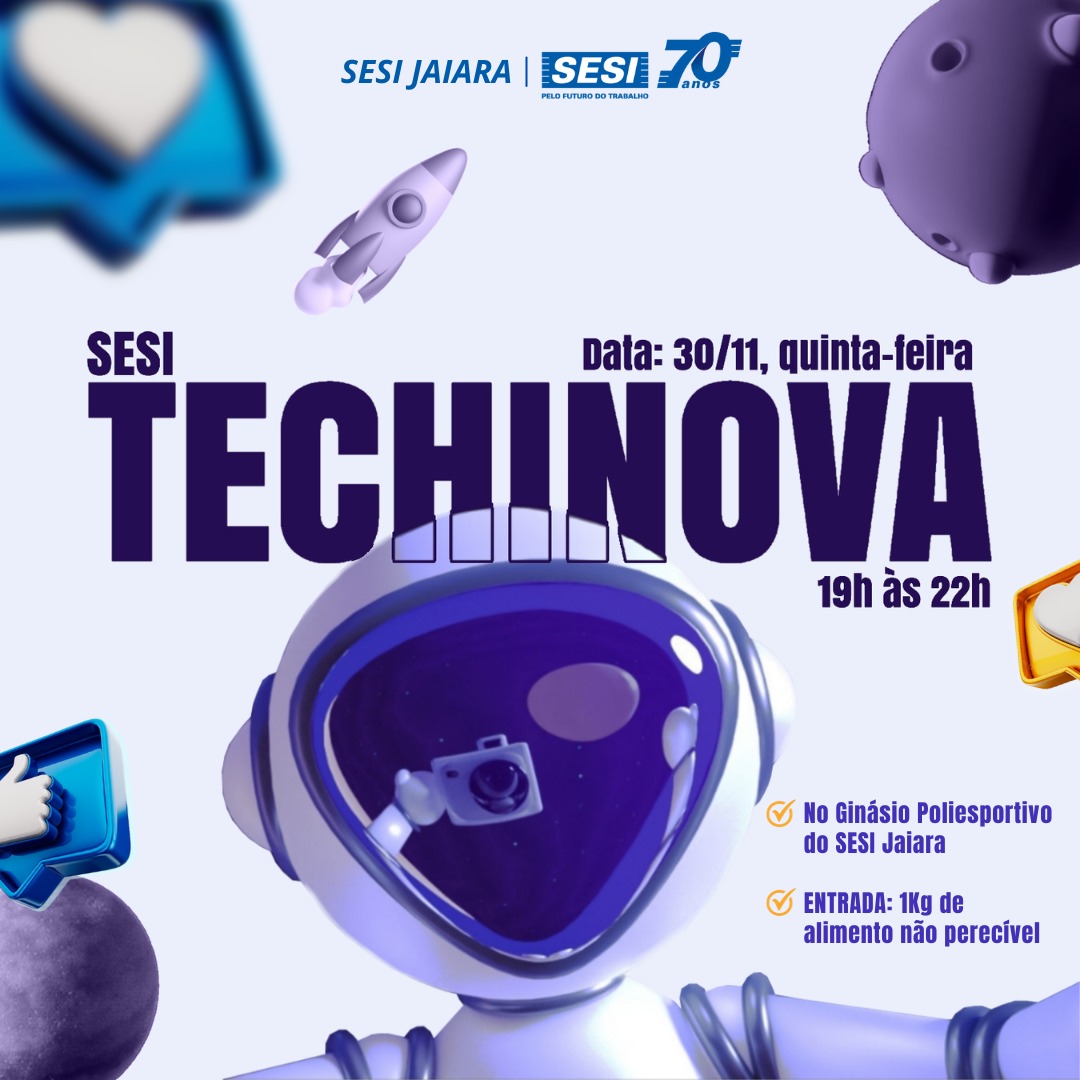 SESI JAIARA | SESI 70
PELO FUTURO DO TRABALHO anos
SESI
Data: 30/11, quinta-feira
TECHINOVA
19h às 22h
No Ginásio Poliesportivo
do SESI Jaiara
ENTRADA: 1Kg de
alimento não perecível